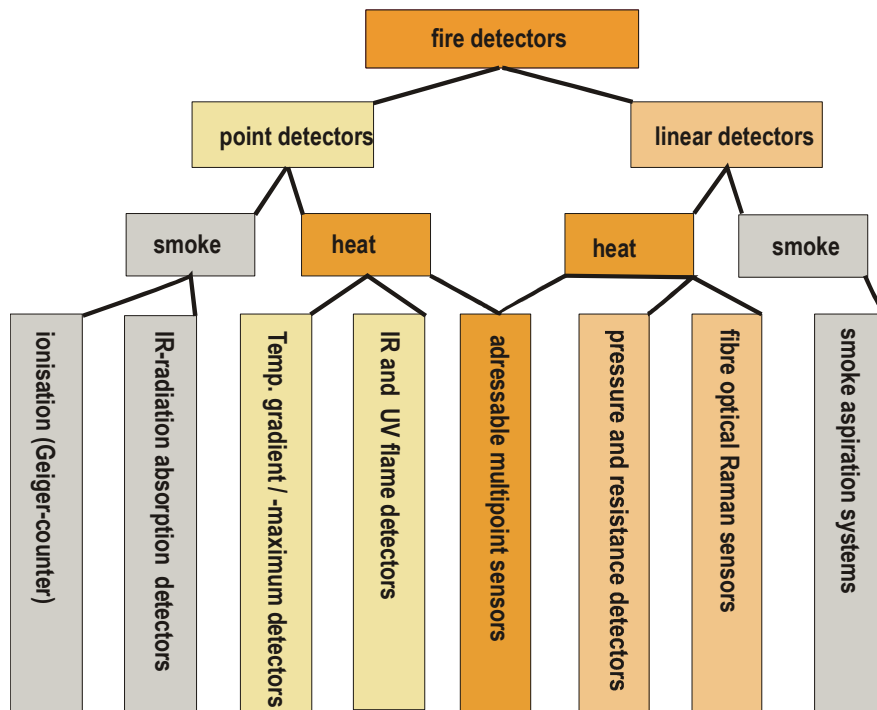 fire detectors
point detectors
linear detectors
smoke
heat
heat
smoke
ionisation (Geiger-counter)
IR-radiation absorption detectors
Temp. gradient / -maximum detectors
IR and UV flame detectors
adressable multipoint sensors
pressure and resistance detectors
fibre optical Raman sensors
smoke aspiration systems